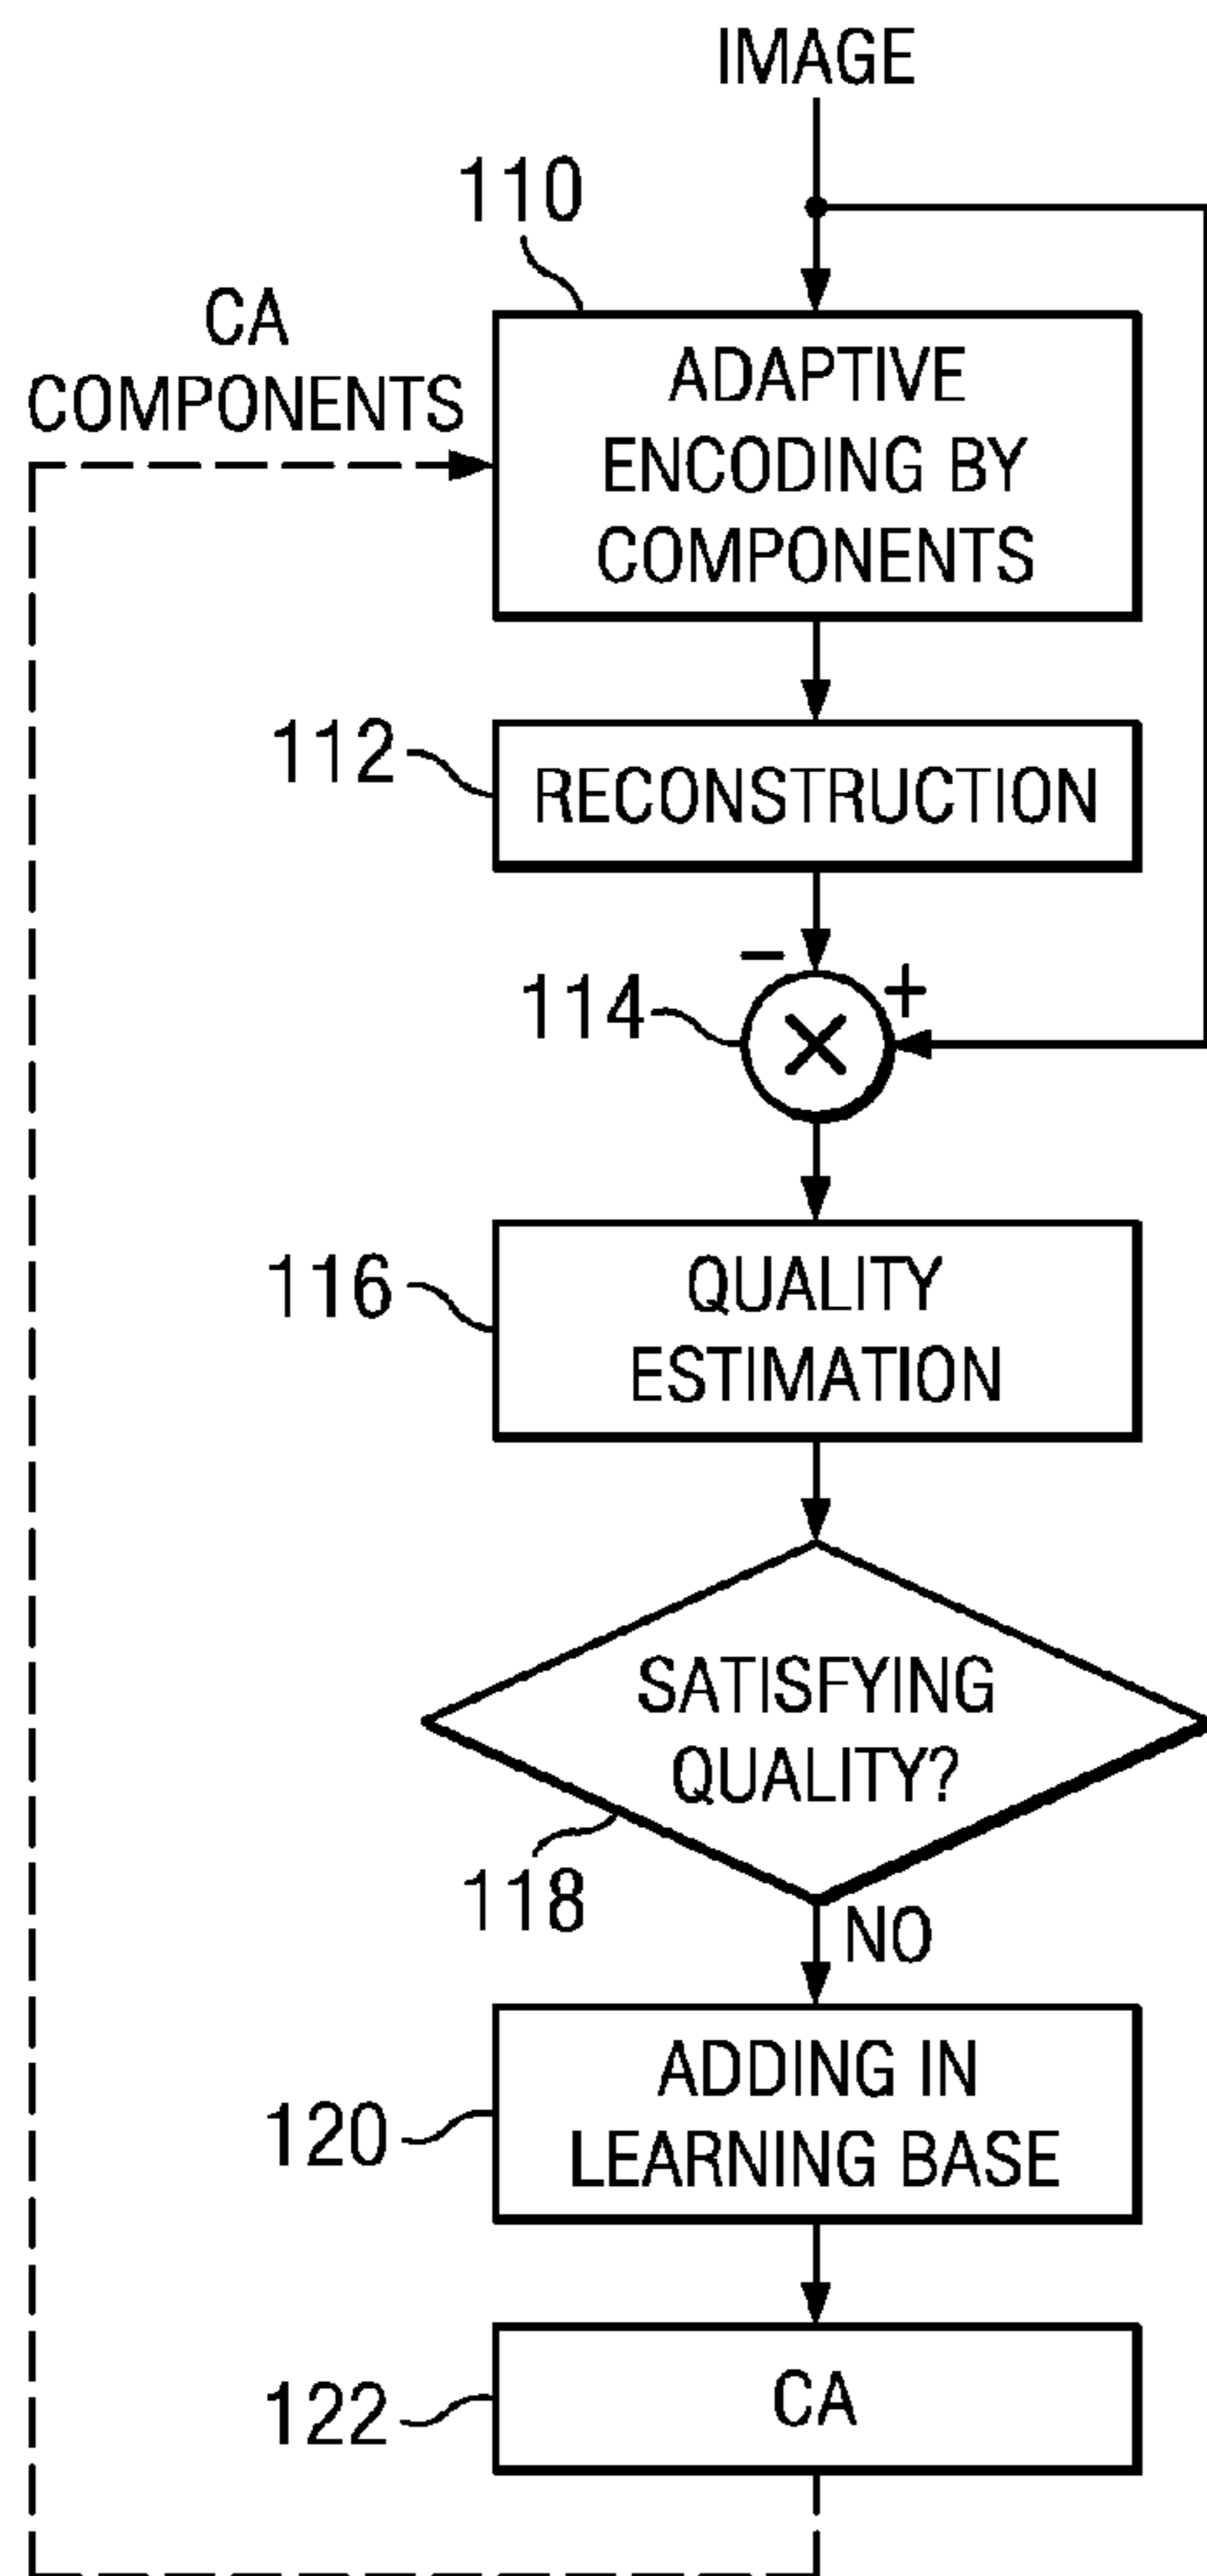 IMAGE
110
CA
COMPONENTS
ADAPTIVE
ENCODING BY
COMPONENTS
112
RECONSTRUCTION
−
+
114
116
QUALITY
ESTIMATION
SATISFYING
QUALITY?
118
NO
ADDING IN
LEARNING BASE
120
CA
122